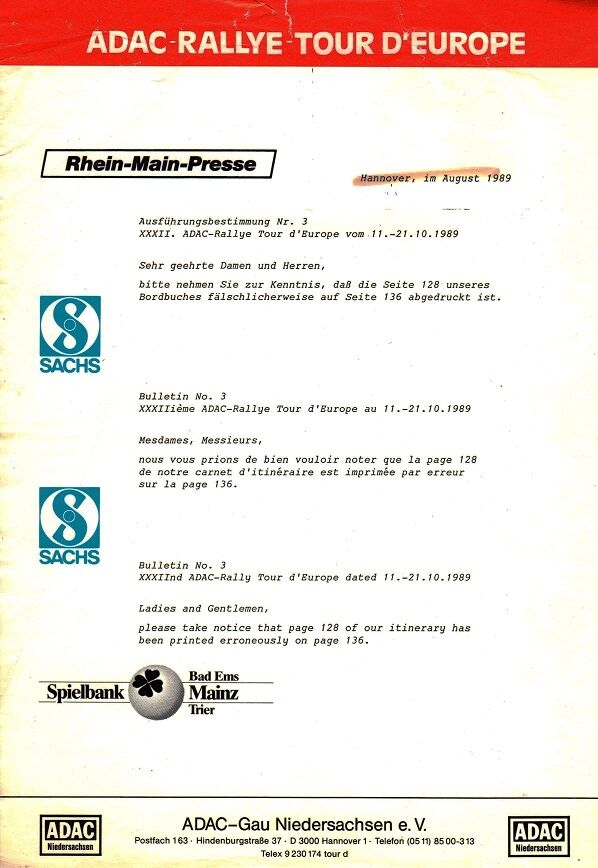 ADAC-RALLYE-TOUR D'EUROPE
Rhein-Main-Presse
Hannover, im August 1989
Ausführungsbestimmung Nr. 3
XXXII. ADAC-Rallye Tour d'Europe vom 11.-21.10.1989
Sehr geehrte Damen und Herren,
bitte nehmen Sie zur Kenntnis, daß die Seite 128 unseres
Bordbuches fälschlicherweise auf Seite 136 abgedruckt ist.
SACHS
Bulletin No. 3
XXXIIième ADAC-Rallye Tour d'Europe au 11.-21.10.1989
Mesdames, Messieurs,
nous vous prions de bien vouloir noter que la page 128
de notre carnet d'itinéraire est imprimée par erreur
sur la page 136.
SACHS
Bulletin No. 3
XXXIInd ADAC-Rally Tour d'Europe dated 11.-21.10.1989
Ladies and Gentlemen,
please take notice that page 128 of our itinerary has
been printed erroneously on page 136.
Spielbank
Bad Ems
Mainz
Trier
ADAC
Niedersachsen
ADAC-Gau Niedersachsen e. V.
Postfach 163 · Hindenburgstraße 37 · D 3000 Hannover 1 · Telefon (05 11) 85 00-313
Telex 9 230 174 tour d
ADAC
Niedersachsen